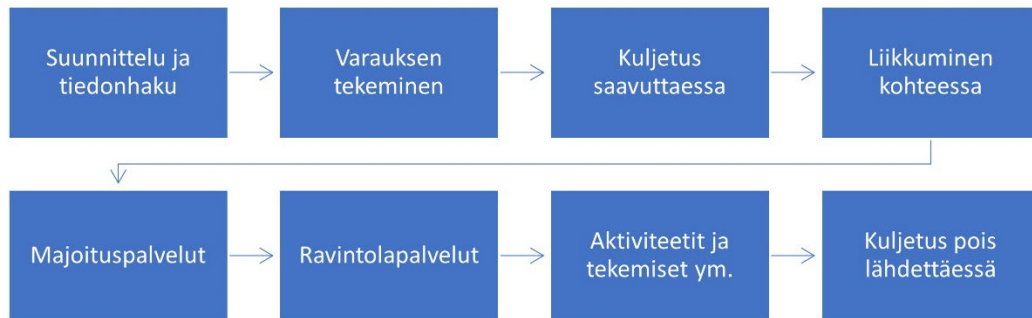 Suunnittelu ja
tiedonhaku
Varauksen
tekeminen
Kuljetus
saavuttaessa
Liikkuminen
kohteessa
Majoituspalvelut
Ravintolapalvelut
Aktiviteetit ja
tekemiset ym.
Kuljetus pois
lähdettäessä